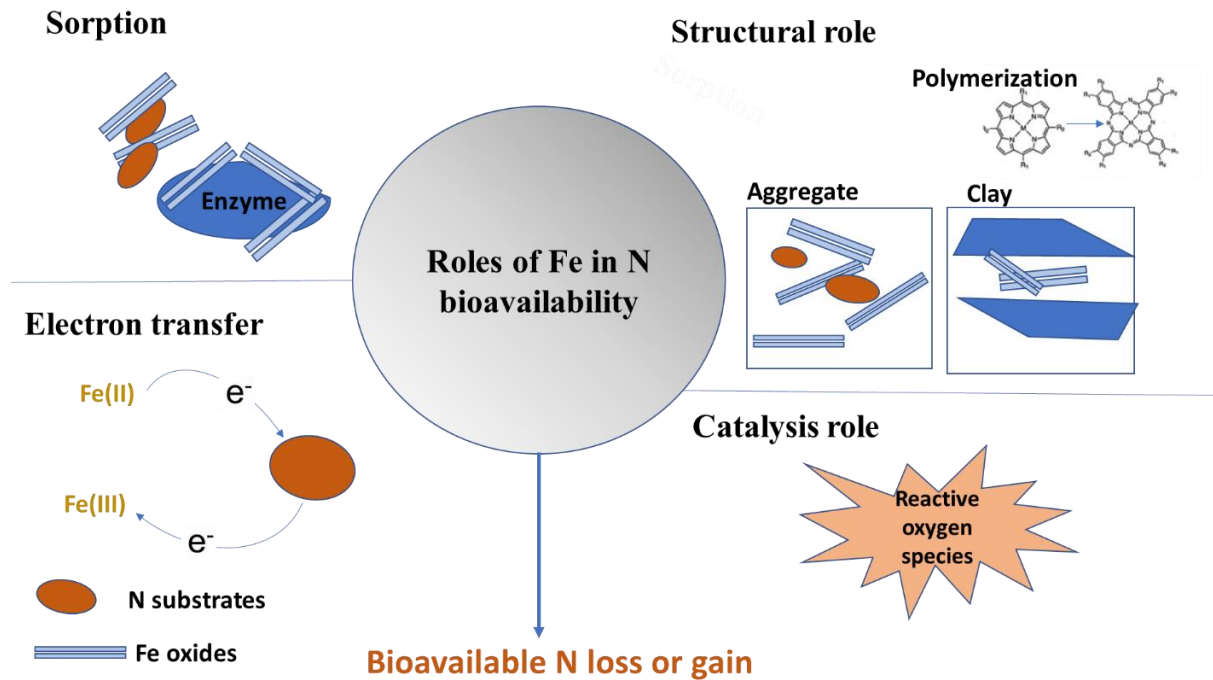 Sorption
Structural role
Sorption
Polymerization
Aggregate
Clay
Enzyme
Roles of Fe in N
bioavailability
Electron transfer
Fe(II)
e-
Fe(III)
e-
Catalysis role
Reactive
oxygen
species
N substrates
Fe oxides
Bioavailable N loss or gain